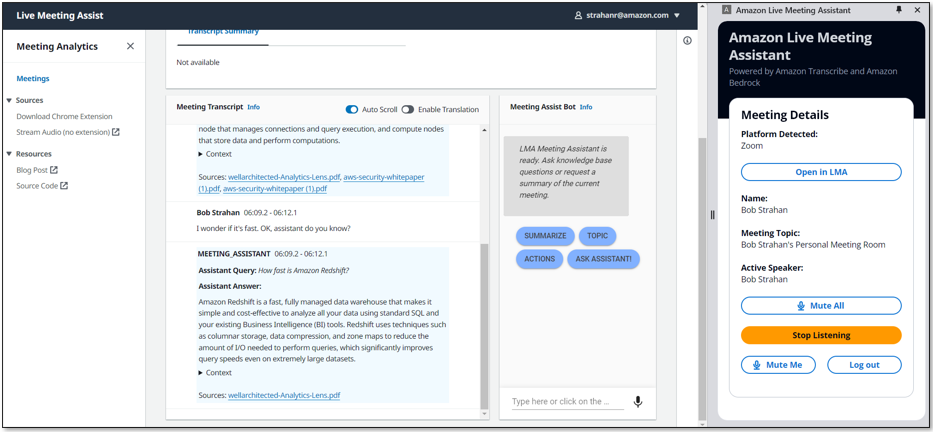 Live Meeting Assist
strahanr@amazon.com
Meeting Analytics
Meetings
Sources
Download Chrome Extension
Stream Audio (no extension)
Resources
Blog Post
Source Code
Transcript Summary
Not available
Meeting Transcript Info
Auto Scroll
Enable Translation
node that manages connections and query execution, and compute nodes
that store data and perform computations.
Context
Sources: wellarchitected-Analytics-Lens.pdf, aws-security-whitepaper
(1).pdf, aws-security-whitepaper (1).pdf
Bob Strahan 06:09.2 - 06:12.1
I wonder if it's fast. OK, assistant do you know?
MEETING_ASSISTANT 06:09.2 - 06:12.1
Assistant Query: How fast is Amazon Redshift?
Assistant Answer:
Amazon Redshift is a fast, fully managed data warehouse that makes it
simple and cost-effective to analyze all your data using standard SQL and
your existing Business Intelligence (BI) tools. Redshift uses techniques such
as columnar storage, data compression, and zone maps to reduce the
amount of I/O needed to perform queries, which significantly improves
query speeds even on extremely large datasets.
Context
Sources: wellarchitected-Analytics-Lens.pdf
Meeting Assist Bot Info
LMA Meeting Assistant is
ready. Ask knowledge base
questions or request a
summary of the current
meeting.
SUMMARIZE
TOPIC
ACTIONS
ASK ASSISTANT!
Type here or click on the ...
A Amazon Live Meeting Assistant
Amazon Live Meeting
Assistant
Powered by Amazon Transcribe and Amazon
Bedrock
Meeting Details
Platform Detected:
Zoom
Open in LMA
Name:
Bob Strahan
Meeting Topic:
Bob Strahan's Personal Meeting Room
Active Speaker:
Bob Strahan
Mute All
Stop Listening
Mute Me
Log out